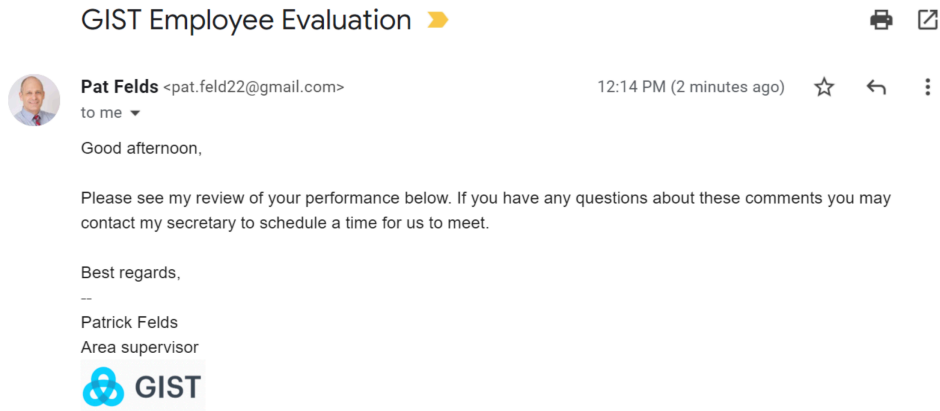 GIST Employee Evaluation
Pat Felds <pat.feld22@gmail.com> 12:14 PM (2 minutes ago)
to me
Good afternoon,
Please see my review of your performance below. If you have any questions about these comments you may
contact my secretary to schedule a time for us to meet.
Best regards,
--
Patrick Felds
Area supervisor
GIST